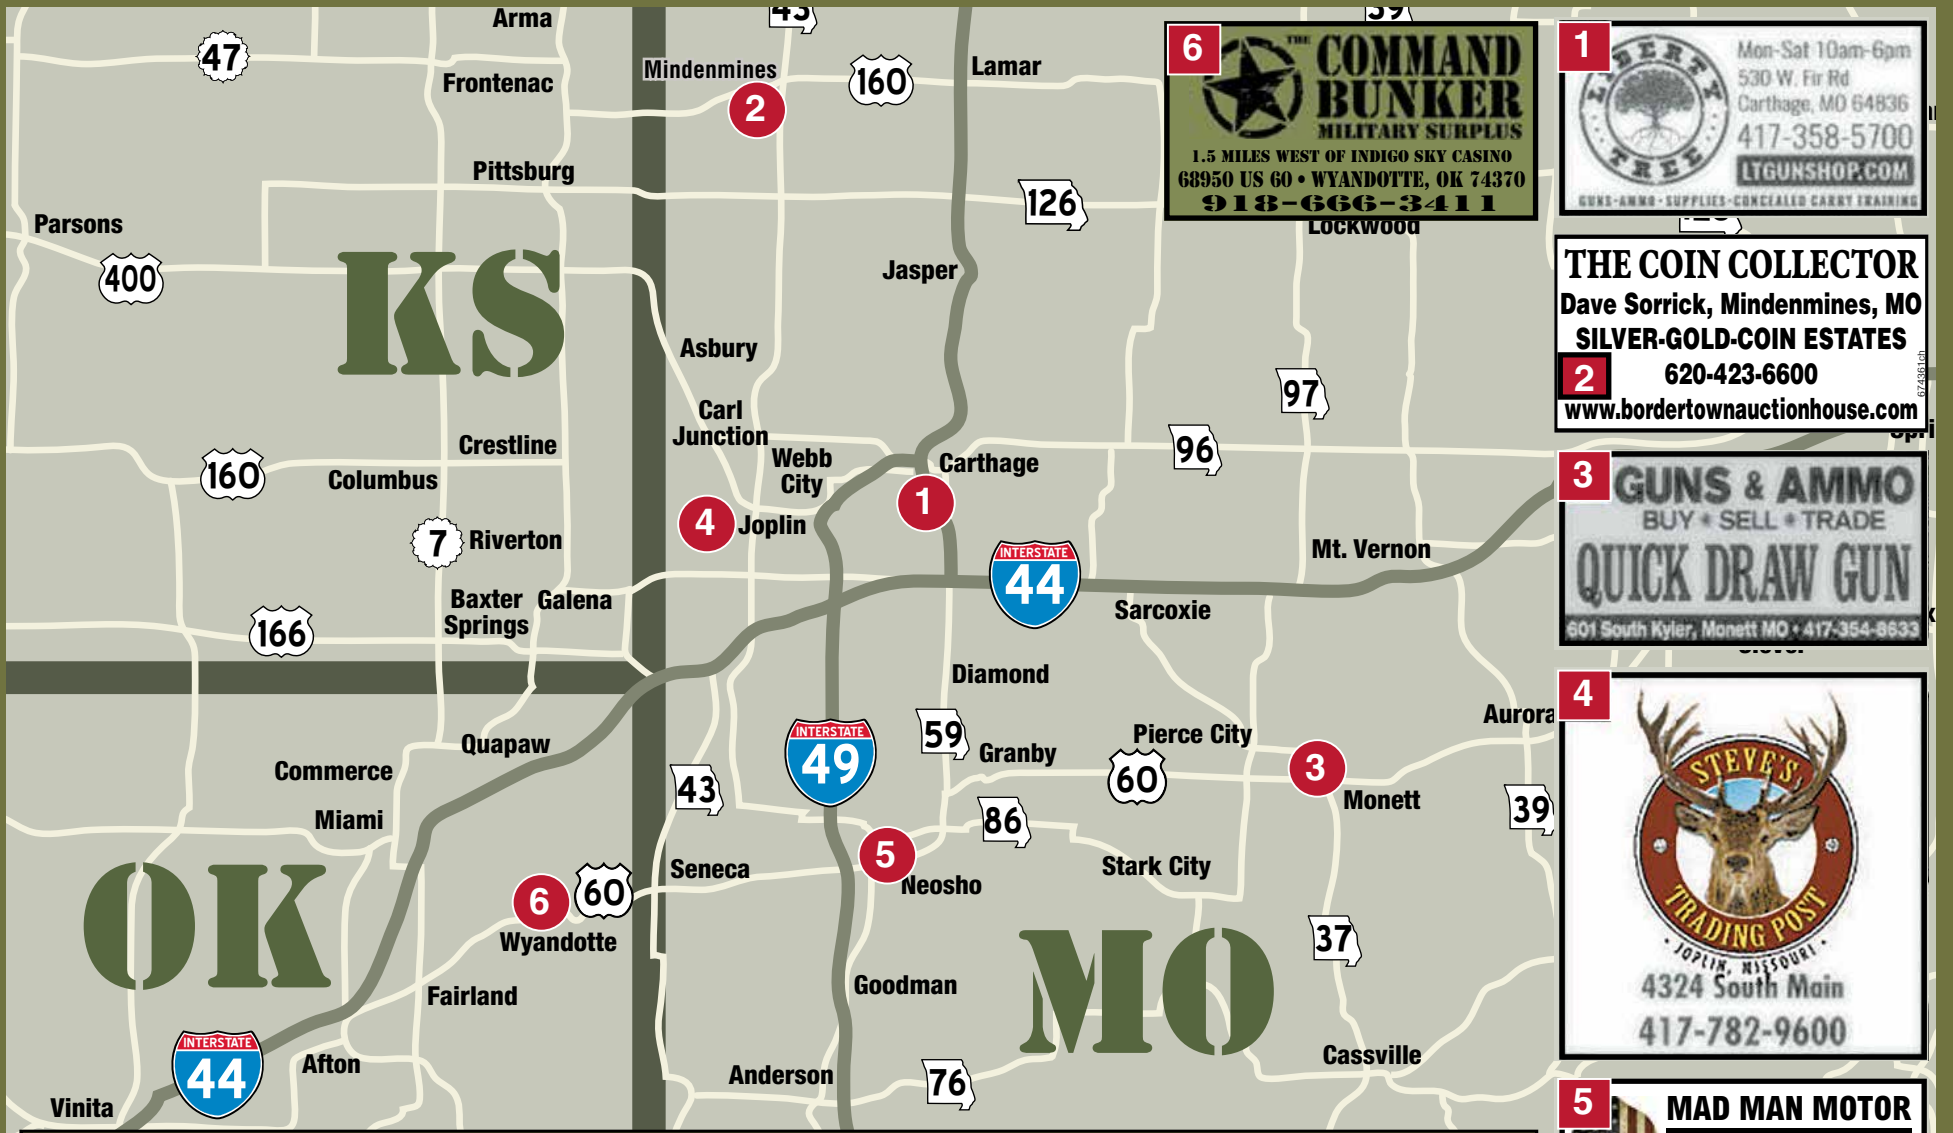 Arma
43
39
47
Frontenac
Mindenmines
2
160
Lamar
Pittsburg
126
Parsons
400
KS
Jasper
Lockwood
Asbury
97
Carl
Junction
Crestline
160
Columbus
Webb
City
Carthage
96
1
4
Joplin
7
Riverton
INTERSTATE
44
Mt. Vernon
Baxter
Springs
Galena
Sarcoxie
166
Diamond
Quapaw
Commerce
Miami
INTERSTATE
49
59
Granby
Pierce City
60
3
Monett
Aurora
39
43
86
5
Neosho
Seneca
Stark City
OK
6
60
Wyandotte
MO
37
Fairland
Goodman
INTERSTATE
44
Afton
Anderson
76
Cassville
Vinita
6
THE COMMAND
BUNKER
MILITARY SURPLUS
1.5 MILES WEST OF INDIGO SKY CASINO
68950 US 60 • WYANDOTTE, OK 74370
918-666-3411
1
LIBERTY
TREE
Mon-Sat 10am-6pm
530 W. Fir Rd
Carthage, MO 64836
417-358-5700
LTGUNSHOP.COM
GUNS-AMMO-SUPPLIES-CONCEALED CARRY TRAINING
THE COIN COLLECTOR
Dave Sorrick, Mindenmines, MO
SILVER-GOLD-COIN ESTATES
2
620-423-6600
www.bordertownauctionhouse.com
674361ch
3
GUNS & AMMO
BUY • SELL • TRADE
QUICK DRAW GUN
601 South Kyler, Monett MO • 417-354-8633
4
STEVE'S
TRADING POST
• JOPLIN, MISSOURI •
4324 South Main
417-782-9600
5
MAD MAN MOTOR